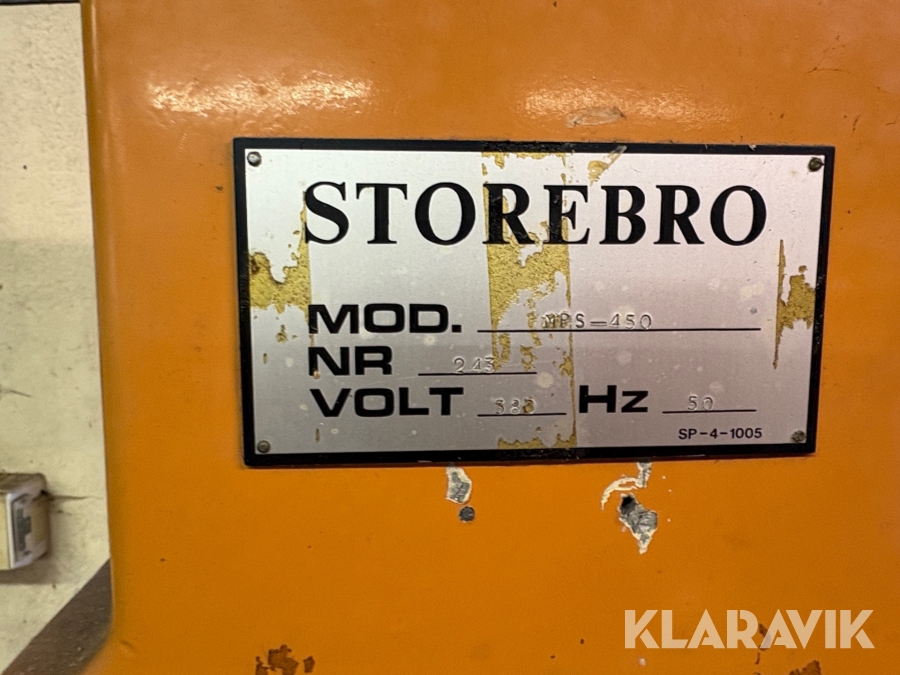 STOREBRO
MOD. MPS-450
NR 243
VOLT 380 Hz 50
SP-4-1005
KLARAVIK